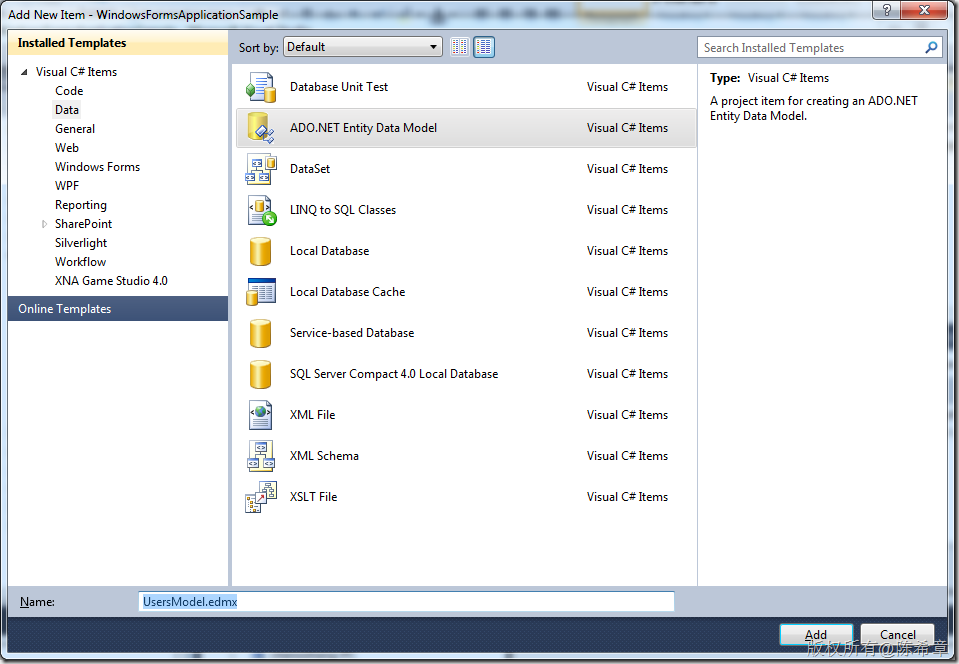 Add New Item - WindowsFormsApplicationSample
Installed Templates
Visual C# Items
Code
Data
General
Web
Windows Forms
WPF
Reporting
SharePoint
Silverlight
Workflow
XNA Game Studio 4.0
Online Templates
Sort by: Default
Database Unit Test Visual C# Items
ADO.NET Entity Data Model Visual C# Items
DataSet Visual C# Items
LINQ to SQL Classes Visual C# Items
Local Database Visual C# Items
Local Database Cache Visual C# Items
Service-based Database Visual C# Items
SQL Server Compact 4.0 Local Database Visual C# Items
XML File Visual C# Items
XML Schema Visual C# Items
XSLT File Visual C# Items
Search Installed Templates
Type: Visual C# Items
A project item for creating an ADO.NET
Entity Data Model.
Name: UsersModel.edmx
Add Cancel
版权所有@陈希章